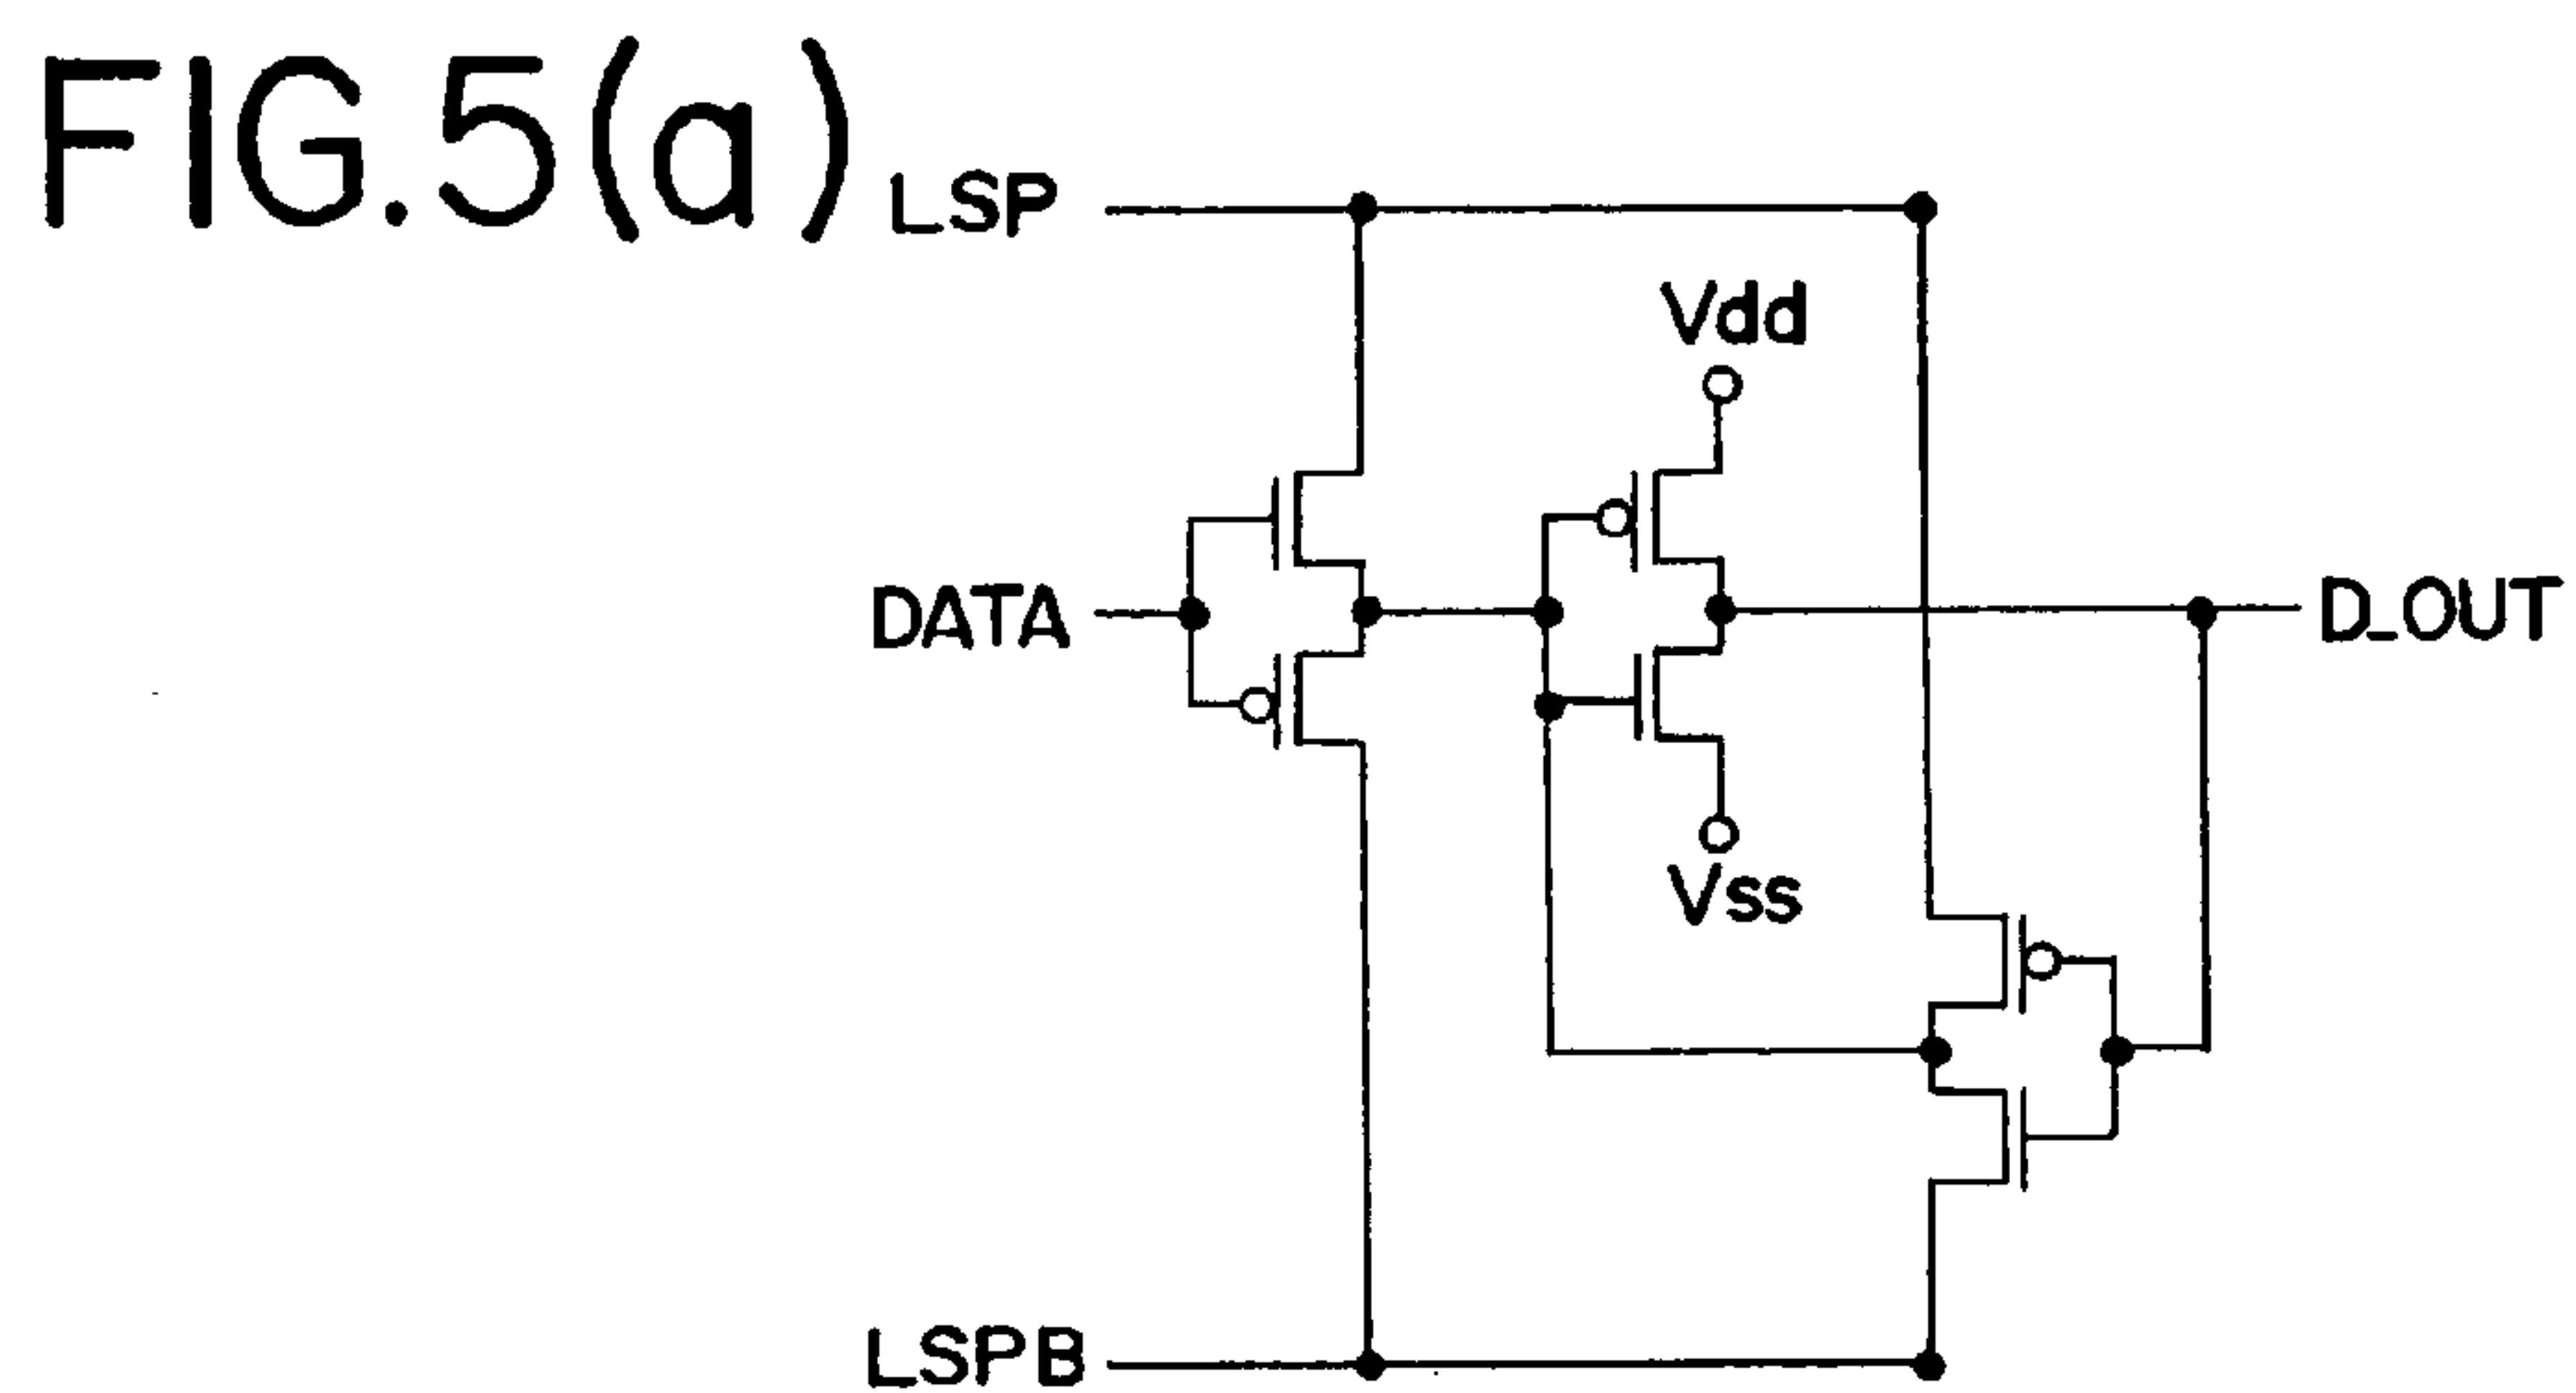 FIG.5(a)
LSP
Vdd
DATA
D_OUT
Vss
LSPB